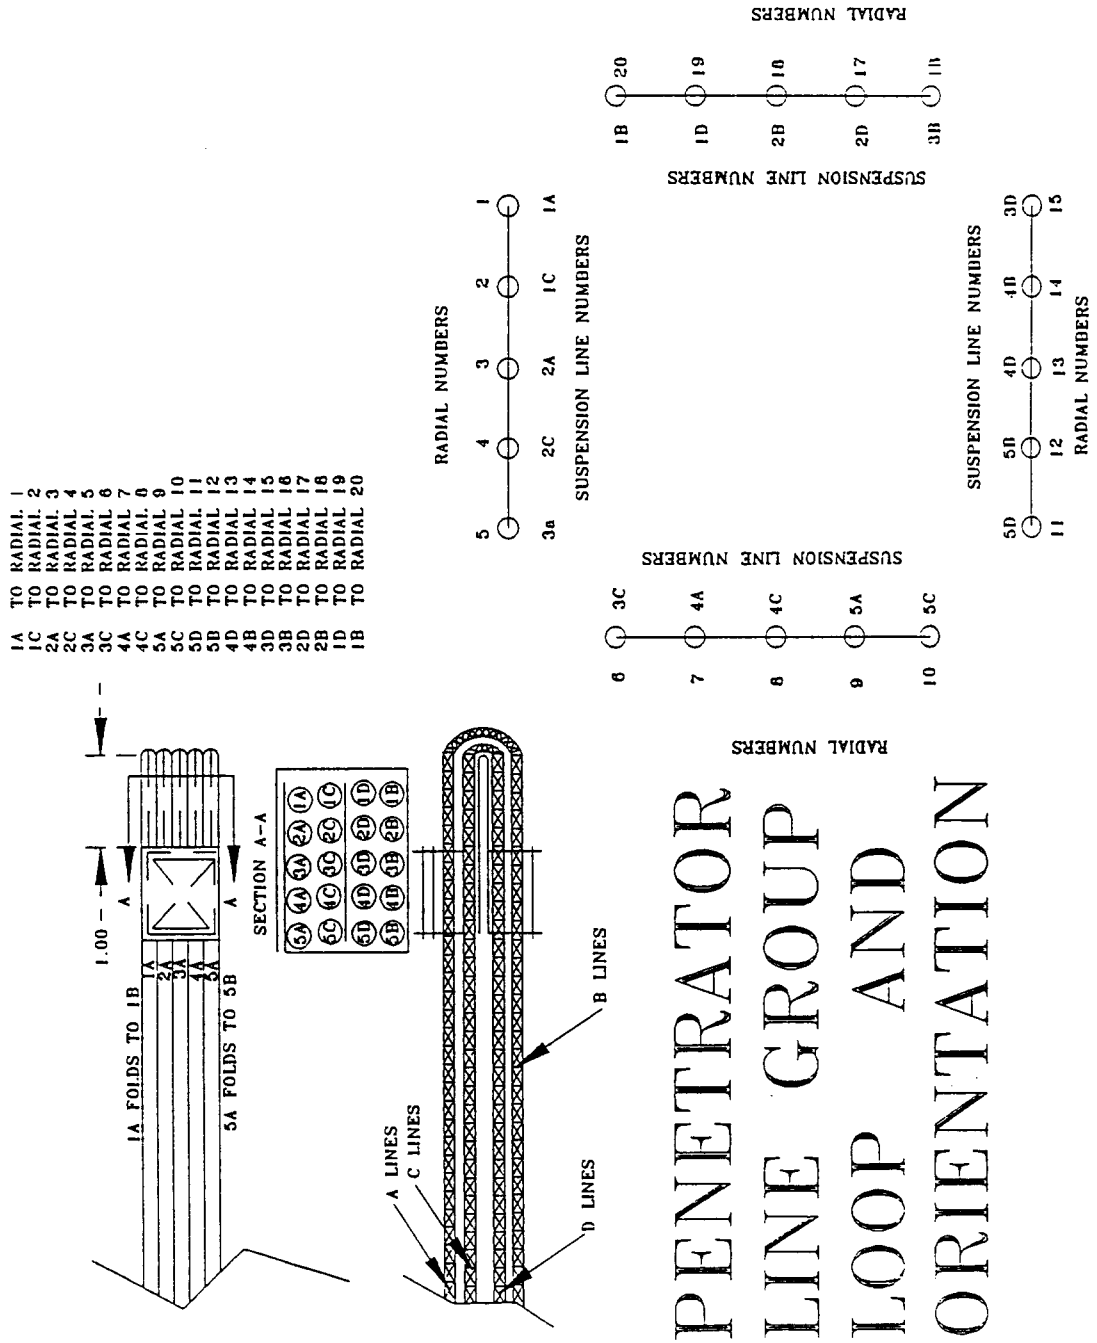 1A TO RADIAL 1
1C TO RADIAL 2
2A TO RADIAL 3
2C TO RADIAL 4
3A TO RADIAL 5
3C TO RADIAL 6
4A TO RADIAL 7
4C TO RADIAL 8
5A TO RADIAL 9
5C TO RADIAL 10
5D TO RADIAL 11
5B TO RADIAL 12
4D TO RADIAL 13
4B TO RADIAL 14
3D TO RADIAL 15
3B TO RADIAL 16
2D TO RADIAL 17
2B TO RADIAL 18
1D TO RADIAL 19
1B TO RADIAL 20
1.00
A
A
1A FOLDS TO 1B
1A
2A
3A
4A
5A
5A FOLDS TO 5B
SECTION A-A
5A 4A 3A 2A 1A
5C 4C 3C 2C 1C
5D 4D 3D 2D 1D
5B 4B 3B 2B 1B
A LINES
C LINES
D LINES
B LINES
RADIAL NUMBERS
5 4 3 2 1
3a 2C 2A 1C 1A
SUSPENSION LINE NUMBERS
RADIAL NUMBERS
6 3C
7 4A
8 4C
9 5A
10 5C
SUSPENSION LINE NUMBERS
SUSPENSION LINE NUMBERS
1B 20
1D 19
2B 18
2D 17
3B 1B
RADIAL NUMBERS
SUSPENSION LINE NUMBERS
5D 5B 4D 4B 3D
11 12 13 14 15
RADIAL NUMBERS
PENETRATOR
LINE GROUP
LOOP AND
ORIENTATION